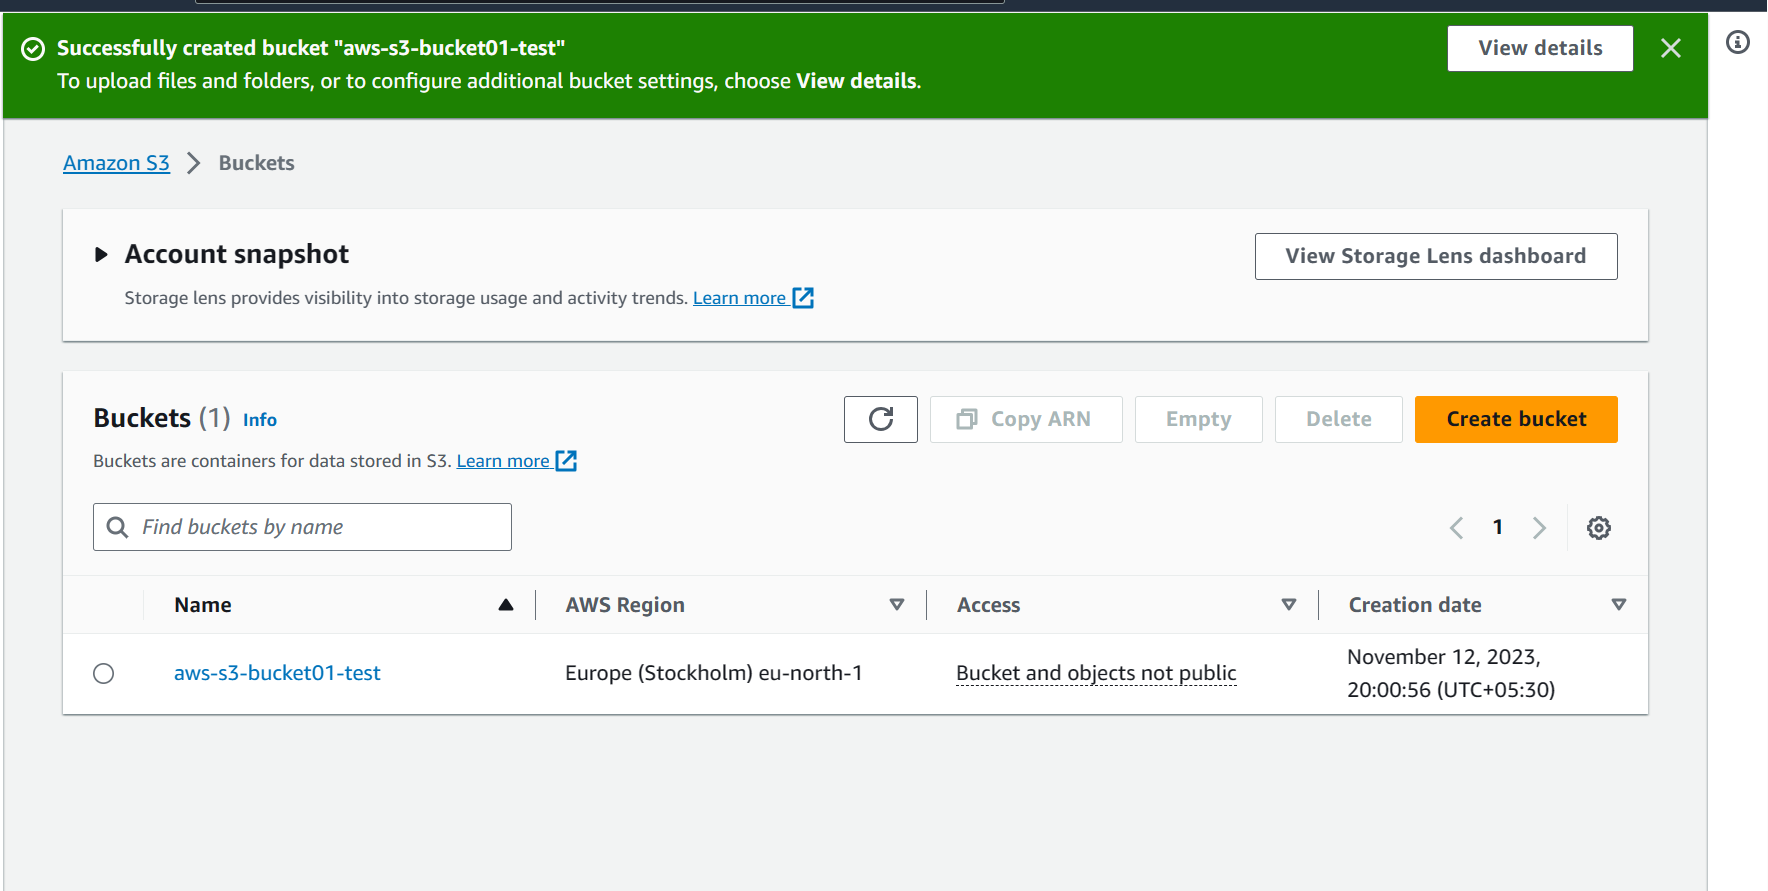 Successfully created bucket "aws-s3-bucket01-test"
View details
To upload files and folders, or to configure additional bucket settings, choose View details.
Amazon S3 > Buckets
Account snapshot
View Storage Lens dashboard
Storage lens provides visibility into storage usage and activity trends. Learn more
Buckets (1) Info
Copy ARN
Empty
Delete
Create bucket
Buckets are containers for data stored in S3. Learn more
Find buckets by name
1
Name
AWS Region
Access
Creation date
aws-s3-bucket01-test
Europe (Stockholm) eu-north-1
Bucket and objects not public
November 12, 2023,
20:00:56 (UTC+05:30)